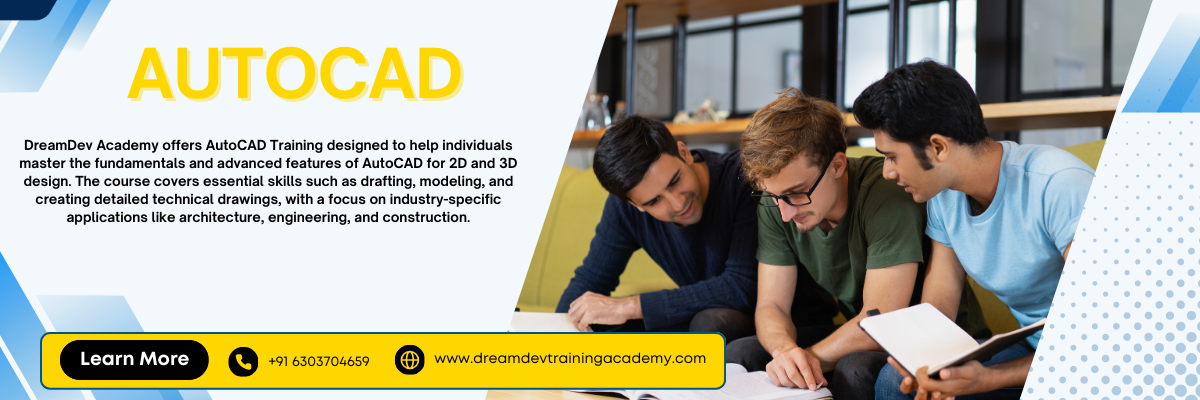 AUTOCAD
DreamDev Academy offers AutoCAD Training designed to help individuals
master the fundamentals and advanced features of AutoCAD for 2D and 3D
design. The course covers essential skills such as drafting, modeling, and
creating detailed technical drawings, with a focus on industry-specific
applications like architecture, engineering, and construction.
Learn More +91 6303704659 www.dreamdevtrainingacademy.com